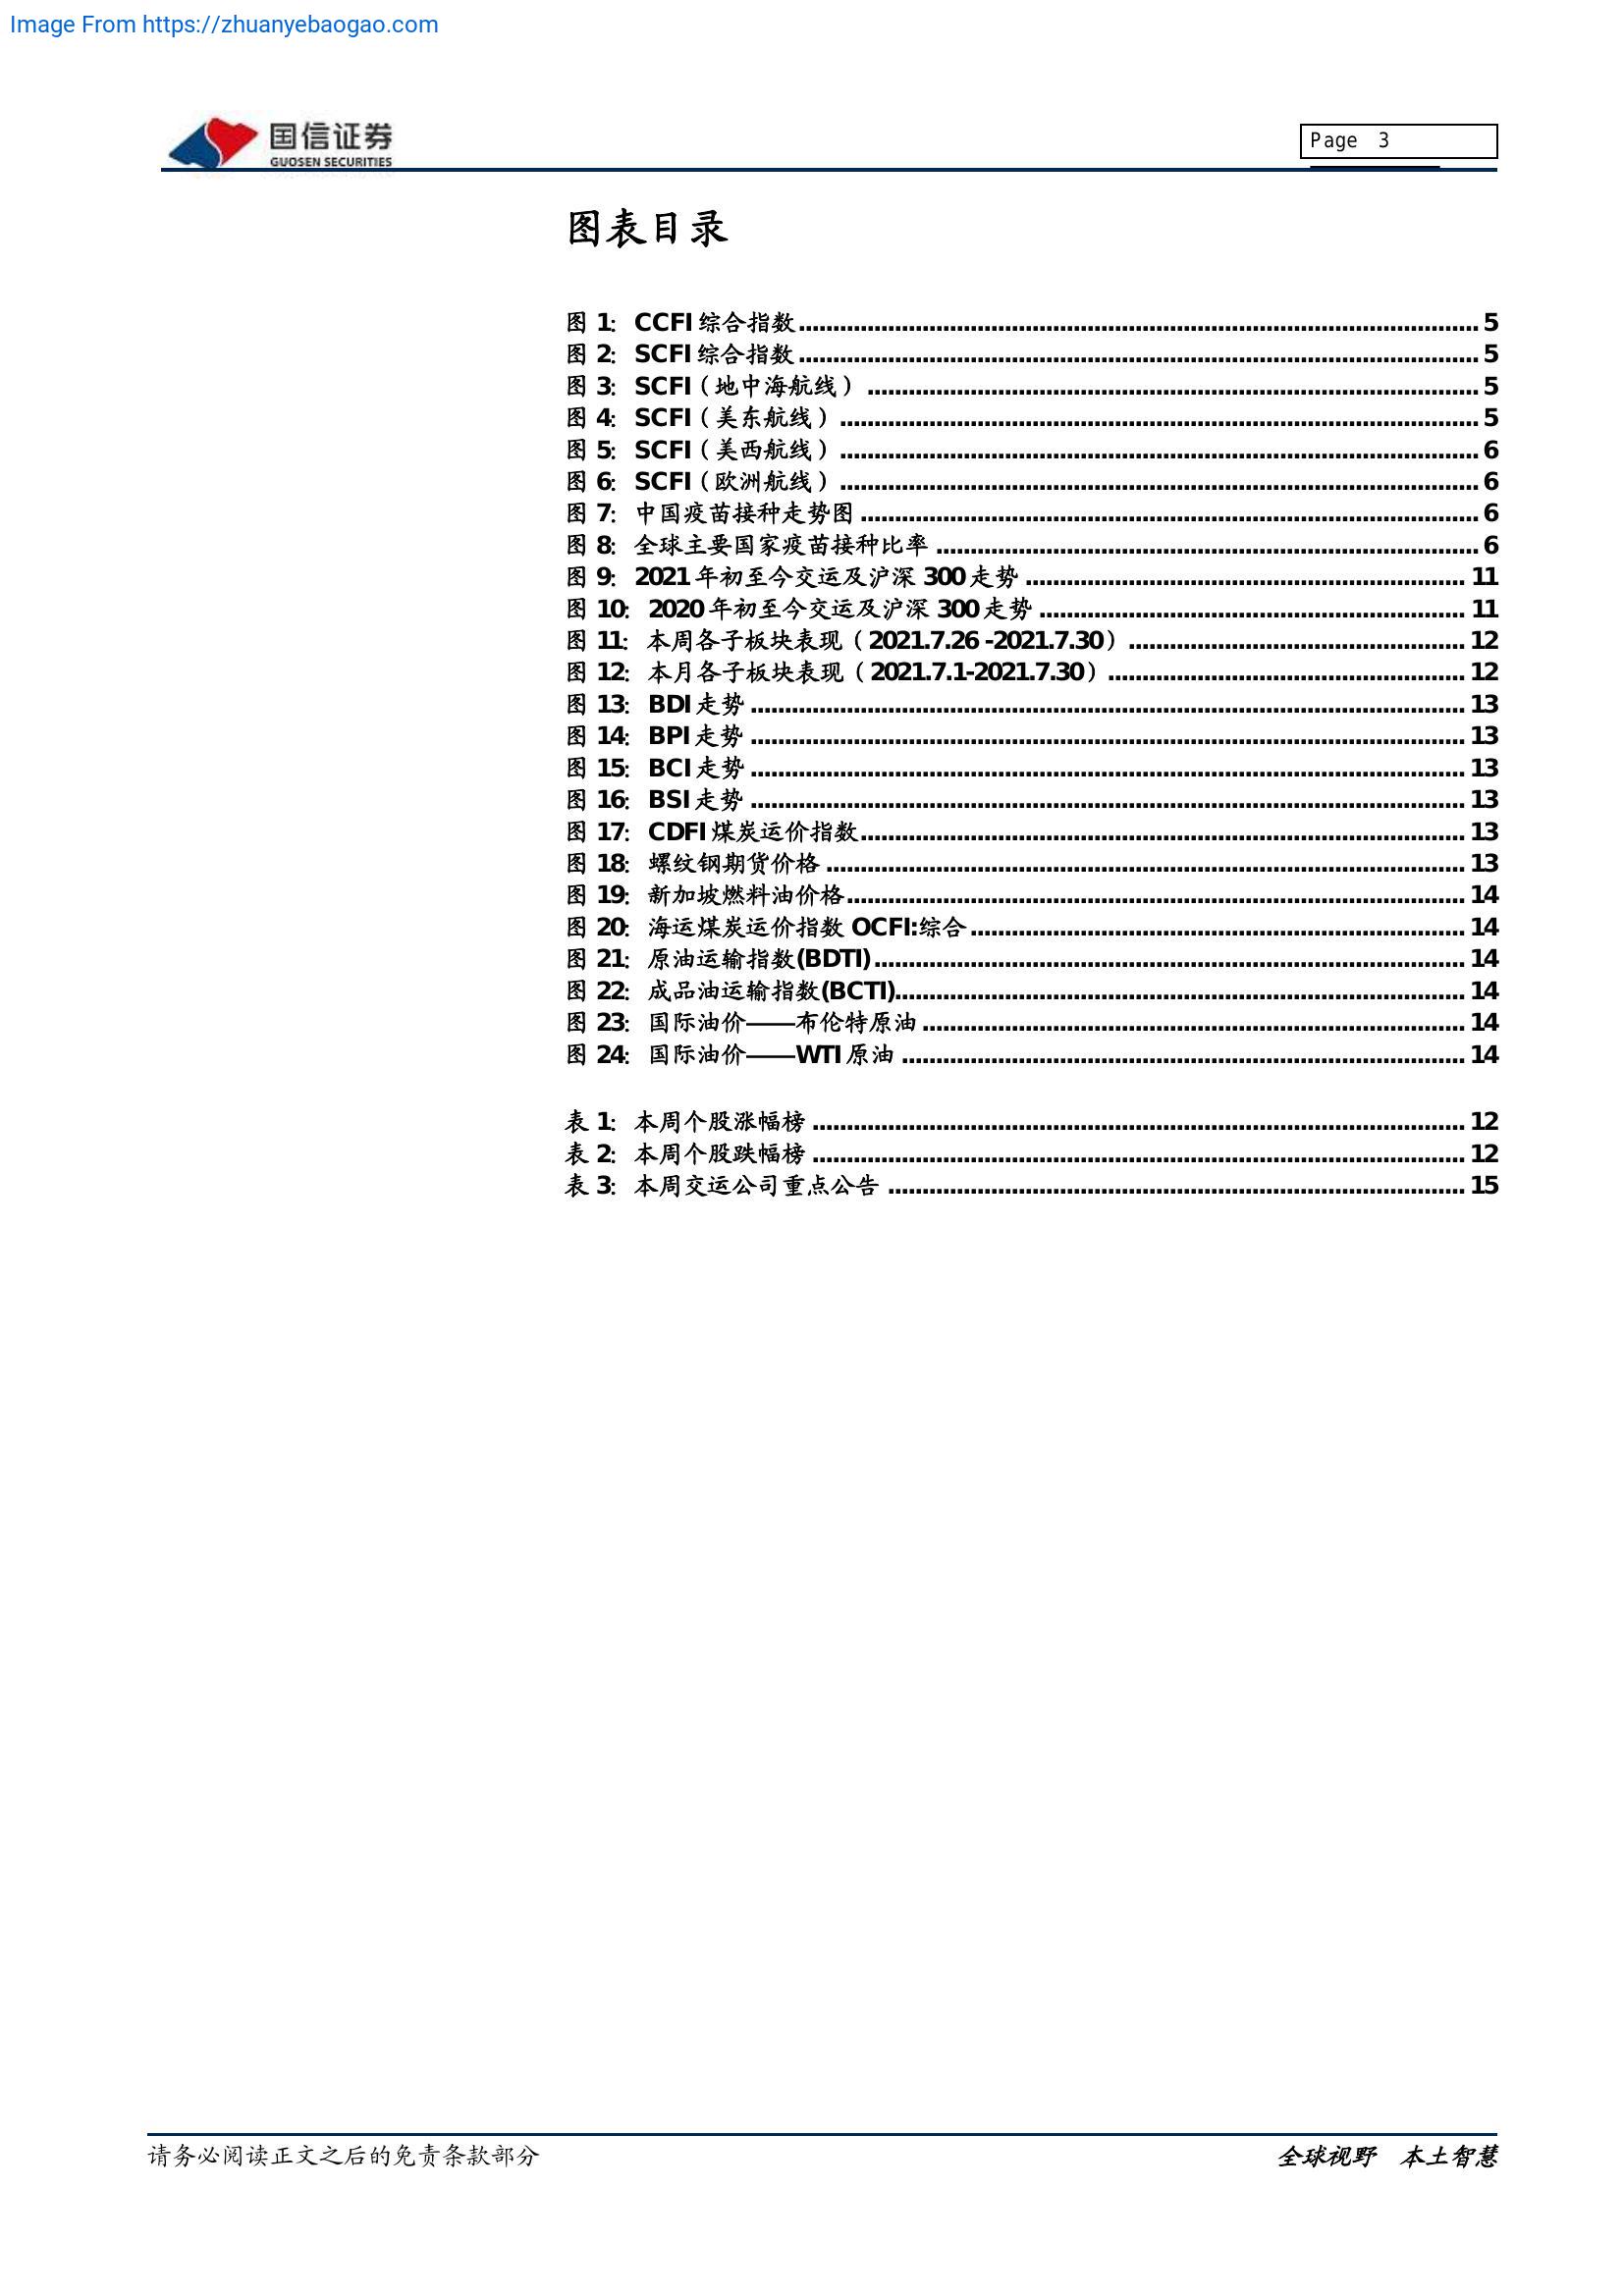 Image From https://zhuanyebaogao.com
国信证券
GUOSEN SECURITIES
Page 3
图表目录
图 1: CCFI 综合指数 5
图 2: SCFI 综合指数 5
图 3: SCFI（地中海航线） 5
图 4: SCFI（美东航线） 5
图 5: SCFI（美西航线） 6
图 6: SCFI（欧洲航线） 6
图 7: 中国疫苗接种走势图 6
图 8: 全球主要国家疫苗接种比率 6
图 9: 2021 年初至今交运及沪深 300 走势 11
图 10: 2020 年初至今交运及沪深 300 走势 11
图 11: 本周各子板块表现（2021.7.26 -2021.7.30） 12
图 12: 本月各子板块表现（2021.7.1-2021.7.30） 12
图 13: BDI 走势 13
图 14: BPI 走势 13
图 15: BCI 走势 13
图 16: BSI 走势 13
图 17: CDFI 煤炭运价指数 13
图 18: 螺纹钢期货价格 13
图 19: 新加坡燃料油价格 14
图 20: 海运煤炭运价指数 OCFI:综合 14
图 21: 原油运输指数(BDTI) 14
图 22: 成品油运输指数(BCTI) 14
图 23: 国际油价——布伦特原油 14
图 24: 国际油价——WTI 原油 14
表 1: 本周个股涨幅榜 12
表 2: 本周个股跌幅榜 12
表 3: 本周交运公司重点公告 15
请务必阅读正文之后的免责条款部分
全球视野 本土智慧